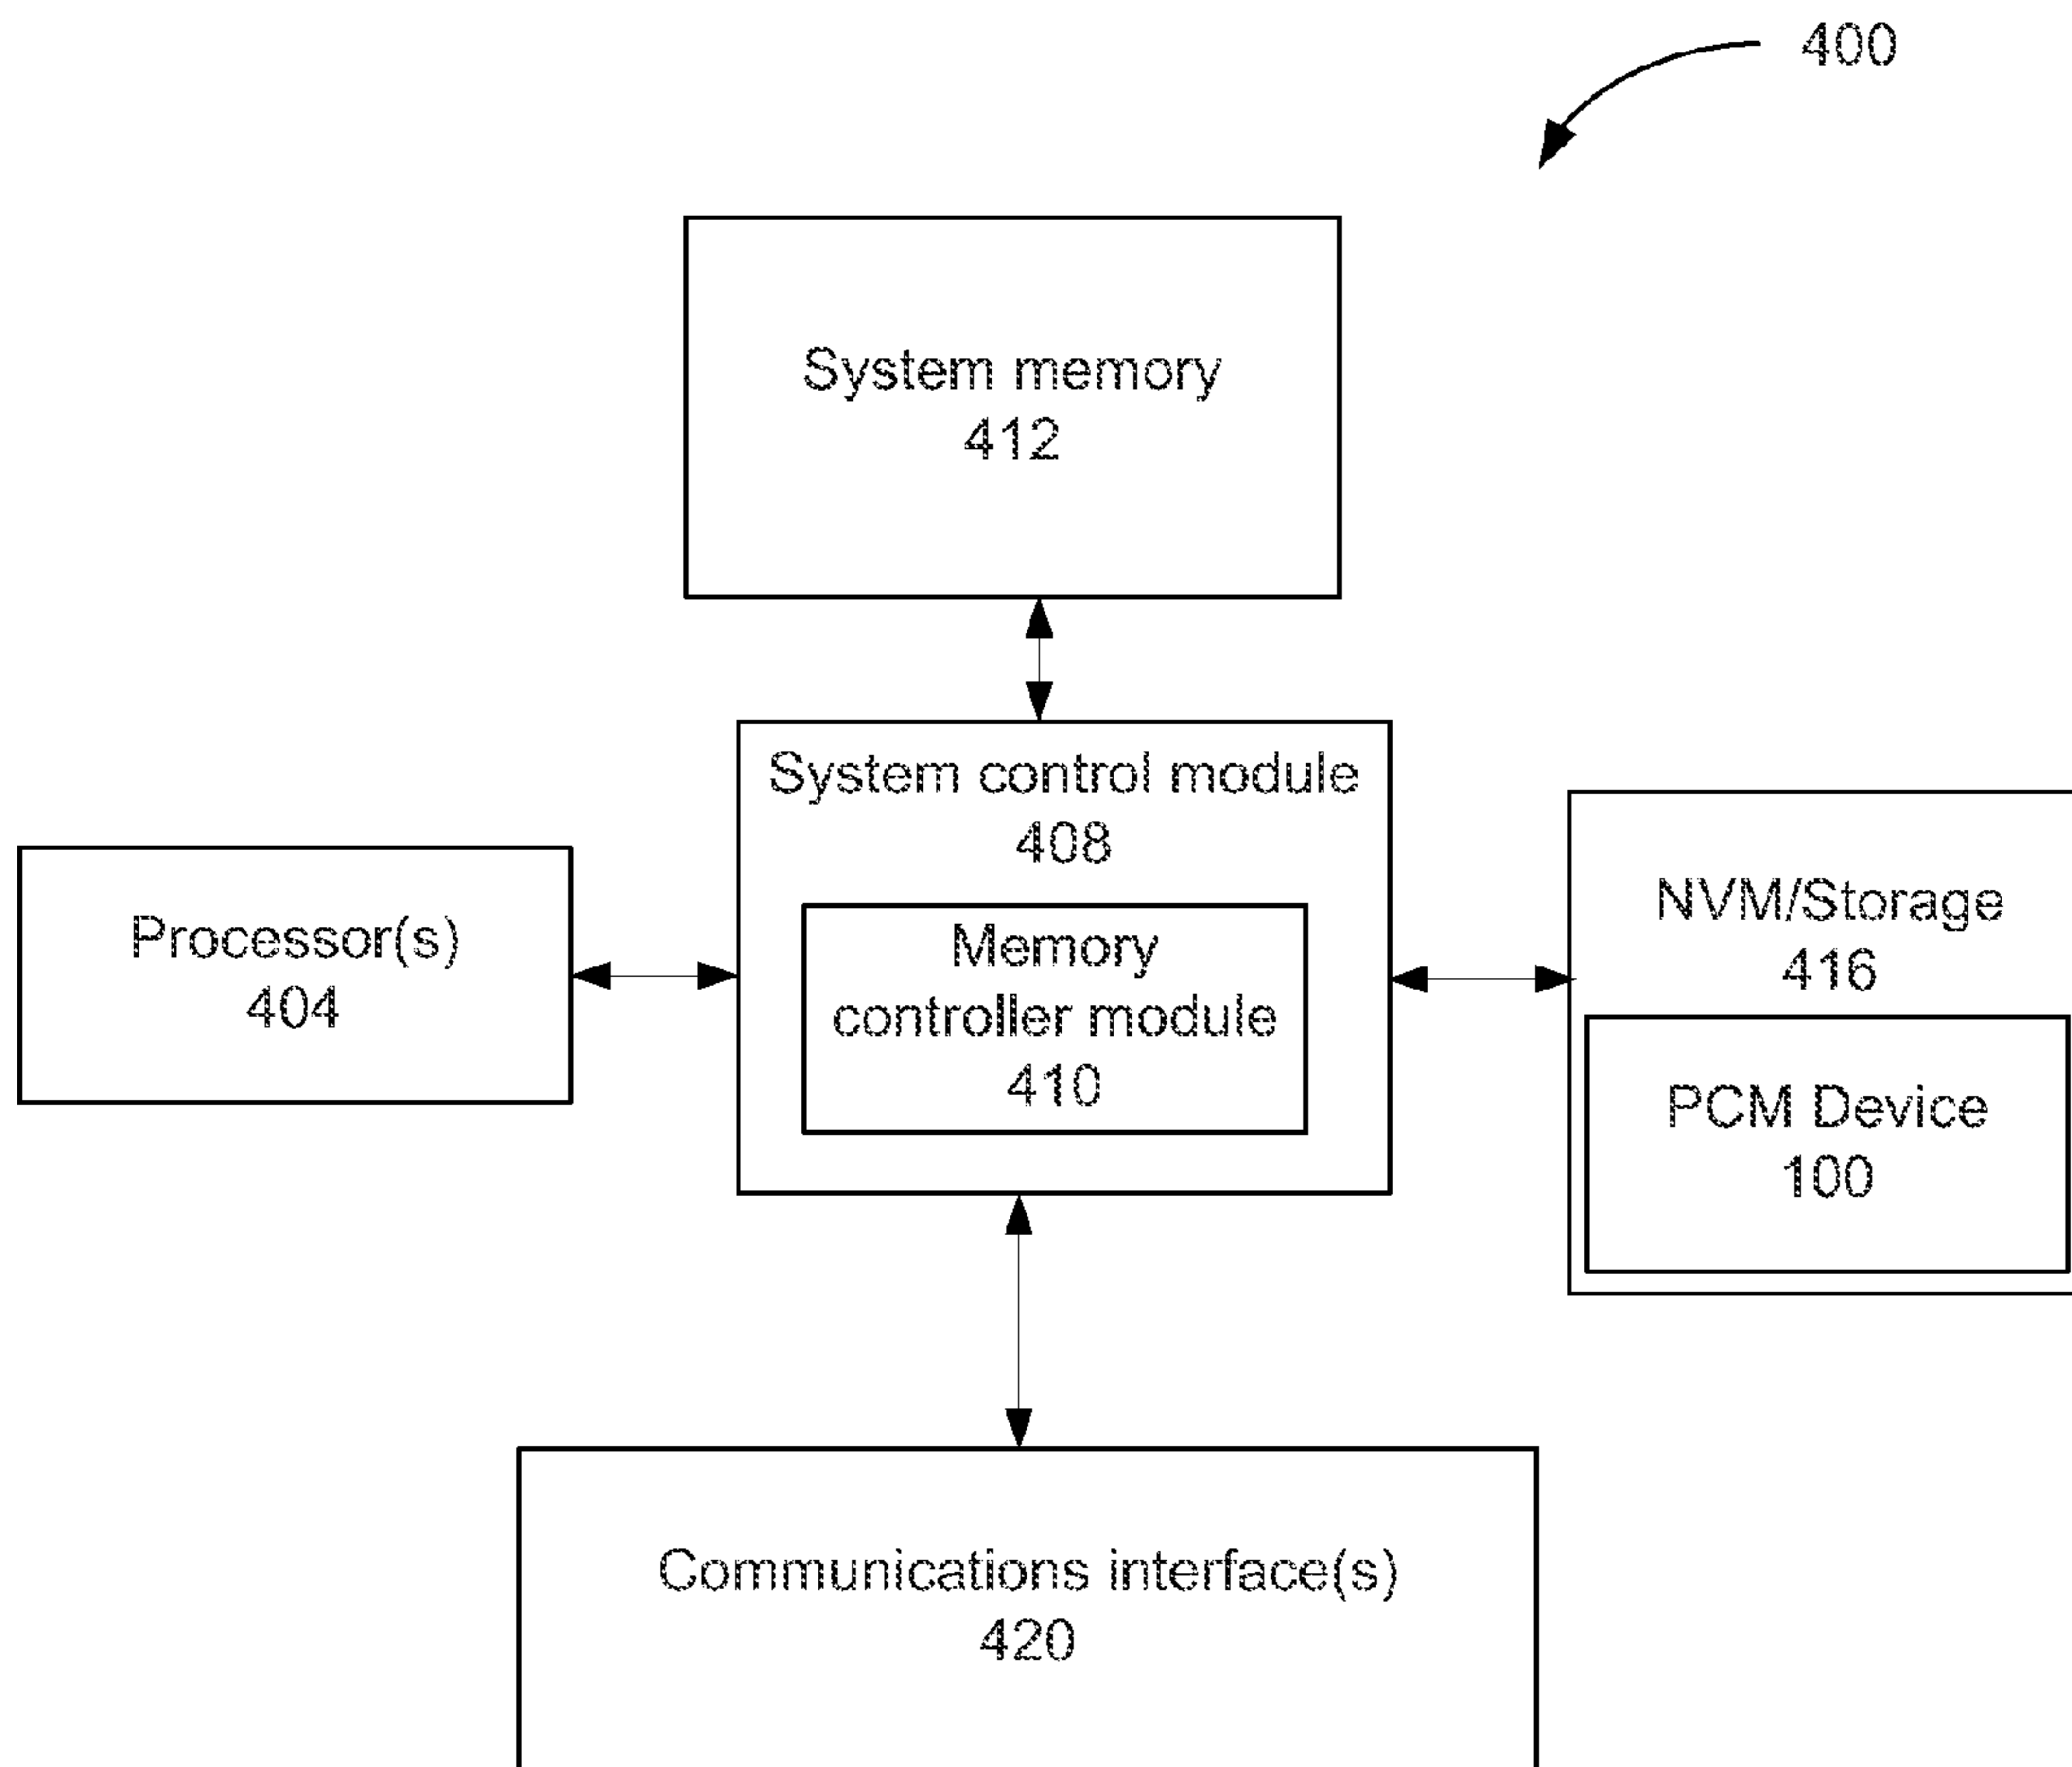 400
System memory
412
System control module
408
Memory
controller module
410
Processor(s)
404
NVM/Storage
416
PCM Device
100
Communications interface(s)
420